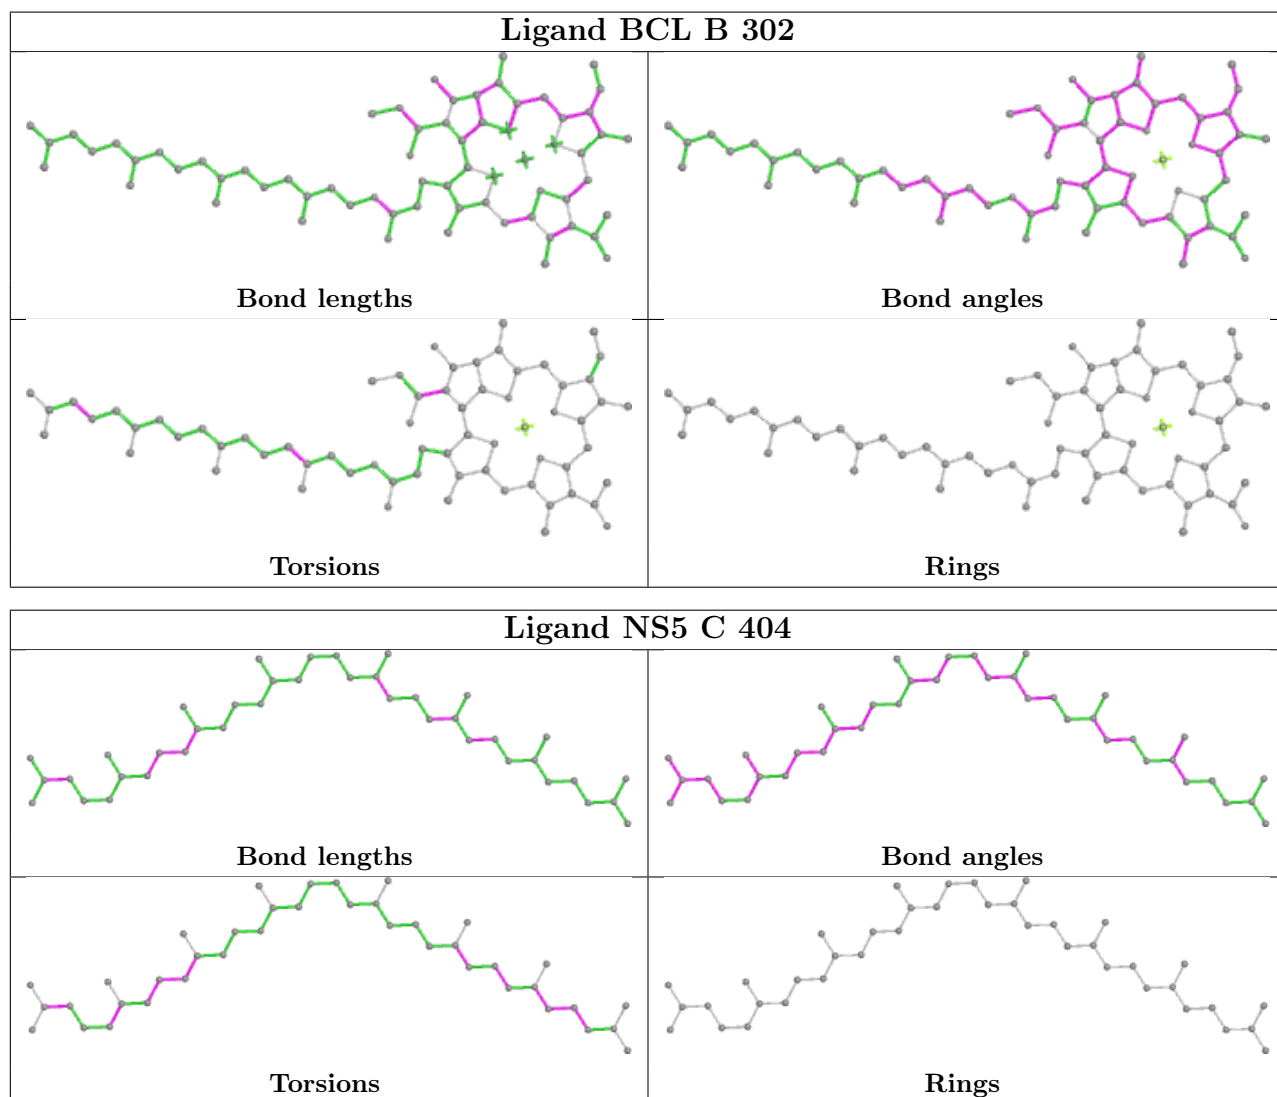 Ligand BCL B 302
Bond lengths
Bond angles
Torsions
Rings
Ligand NS5 C 404
Bond lengths
Bond angles
Torsions
Rings